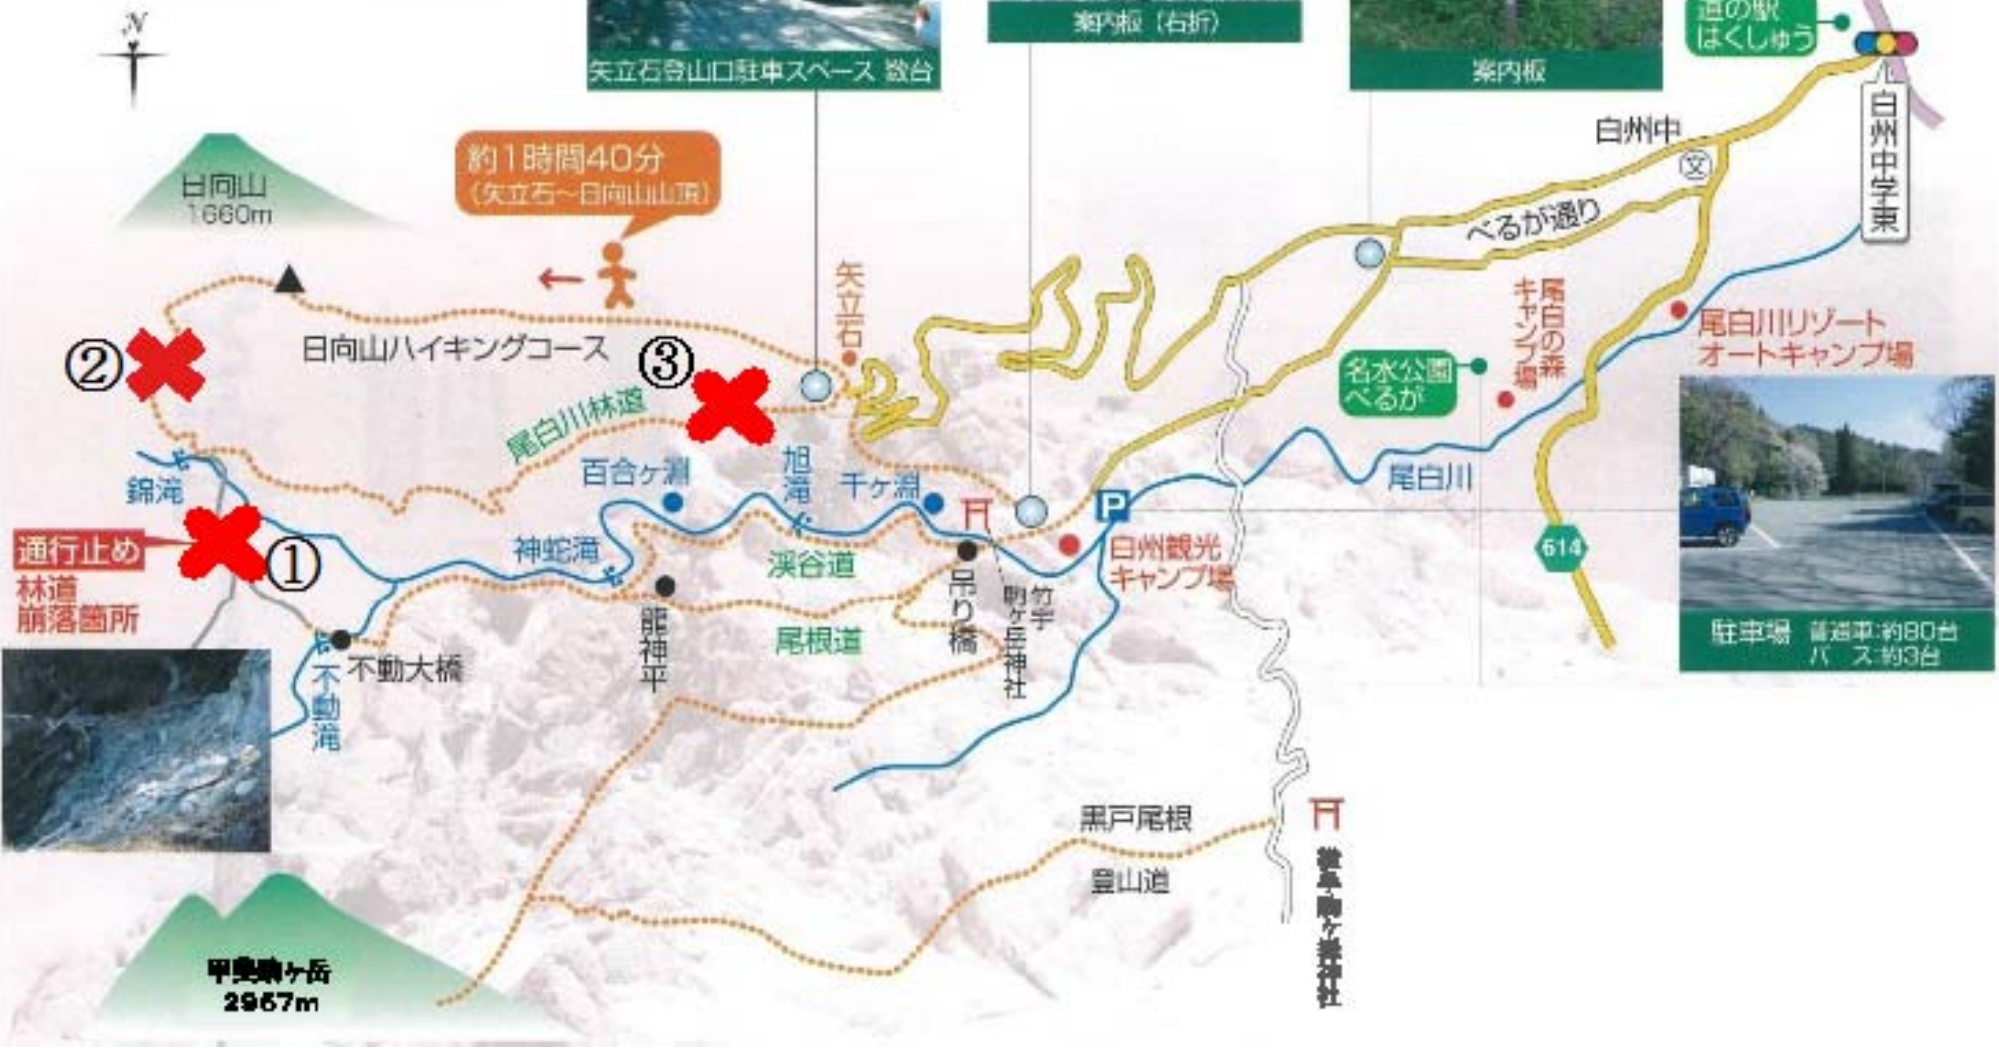 N
矢立石登山口駐車スペース 数台
案内板（右折）
案内板
道の駅
はくしゅう
白州中学東
白州中
文
べるが通り
日向山
1660m
約1時間40分
（矢立石～日向山山頂）
矢立石
日向山ハイキングコース
②
③
尾白川林道
錦滝
百合ヶ淵
旭滝
千ヶ淵
通行止め
林道
崩落箇所
①
神蛇滝
渓谷道
尾根道
龍神平
吊り橋
竹宇
駒ヶ岳神社
不動大橋
不動滝
P
白州観光
キャンプ場
名水公園
べるが
尾白の森
キャンプ場
尾白川リゾート
オートキャンプ場
尾白川
614
駐車場 普通車:約80台
バス:約3台
黒戸尾根
登山道
甲斐駒ヶ岳
2967m